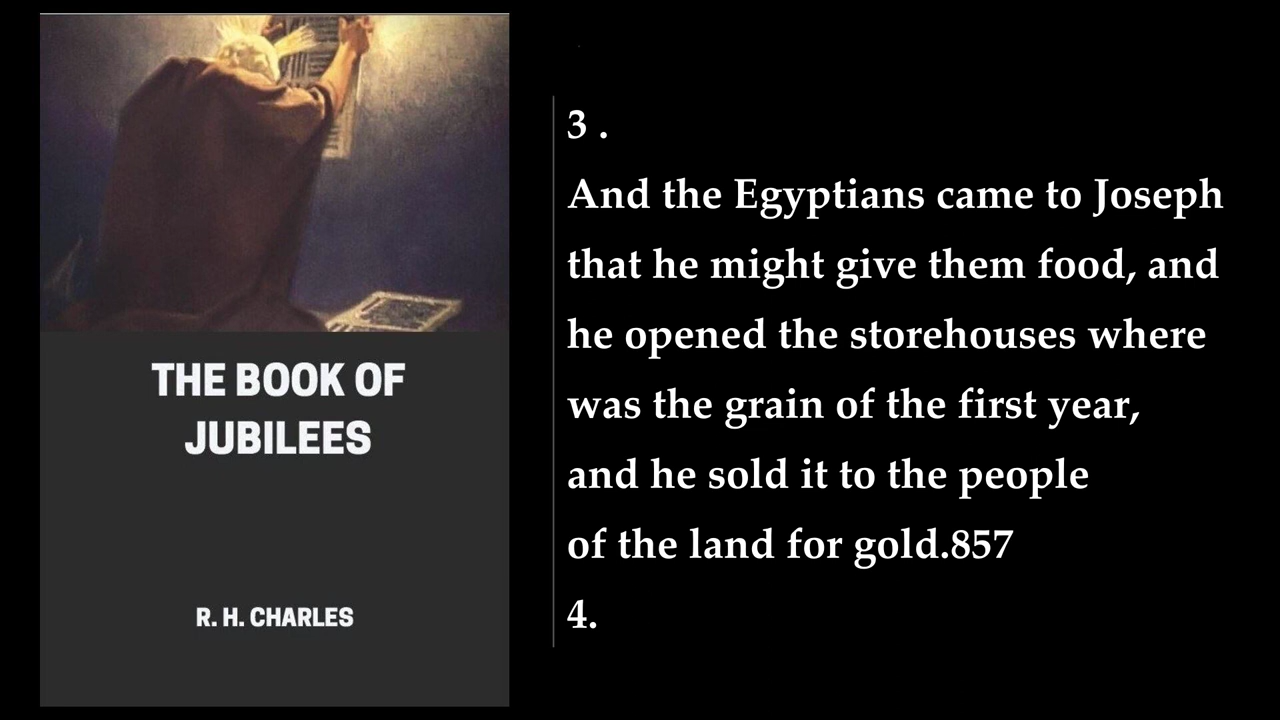 THE BOOK OF
JUBILEES
R. H. CHARLES
3 .
And the Egyptians came to Joseph
that he might give them food, and
he opened the storehouses where
was the grain of the first year,
and he sold it to the people
of the land for gold.857
4.